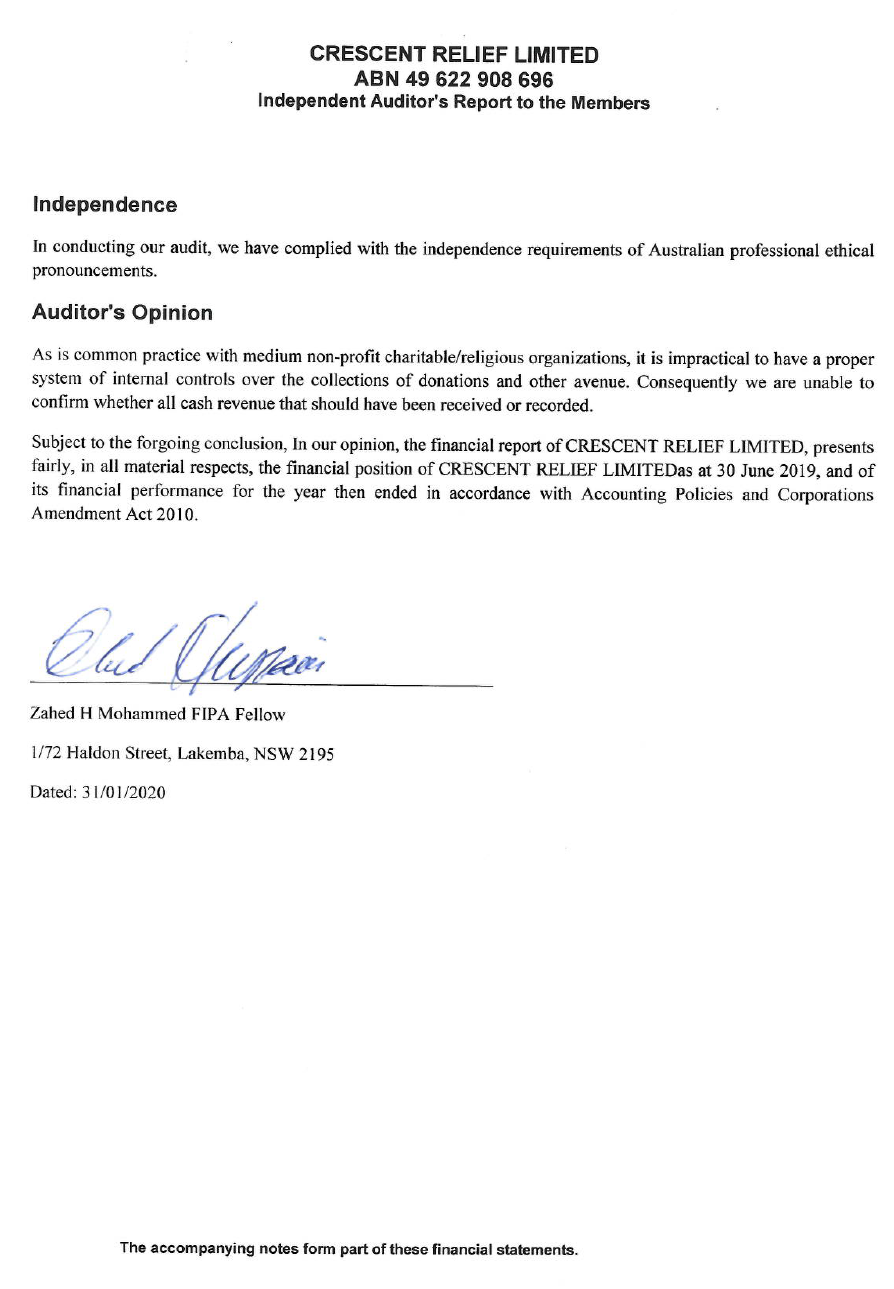 CRESCENT RELIEF LIMITED
ABN 49 622 908 696
Independent Auditor's Report to the Members
Independence
In conducting our audit, we have complied with the independence requirements of Australian professional ethical
pronouncements.
Auditor's Opinion
As is common practice with medium non-profit charitable/religious organizations, it is impractical to have a proper
system of internal controls over the collections of donations and other avenue. Consequently we are unable to
confirm whether all cash revenue that should have been received or recorded.
Subject to the forgoing conclusion, In our opinion, the financial report of CRESCENT RELIEF LIMITED, presents
fairly, in all material respects, the financial position of CRESCENT RELIEF LIMITEDas at 30 June 2019, and of
its financial performance for the year then ended in accordance with Accounting Policies and Corporations
Amendment Act 2010.
Zahed H Mohammed FIPA Fellow
1/72 Haldon Street, Lakemba, NSW 2195
Dated: 31/01/2020
The accompanying notes form part of these financial statements.